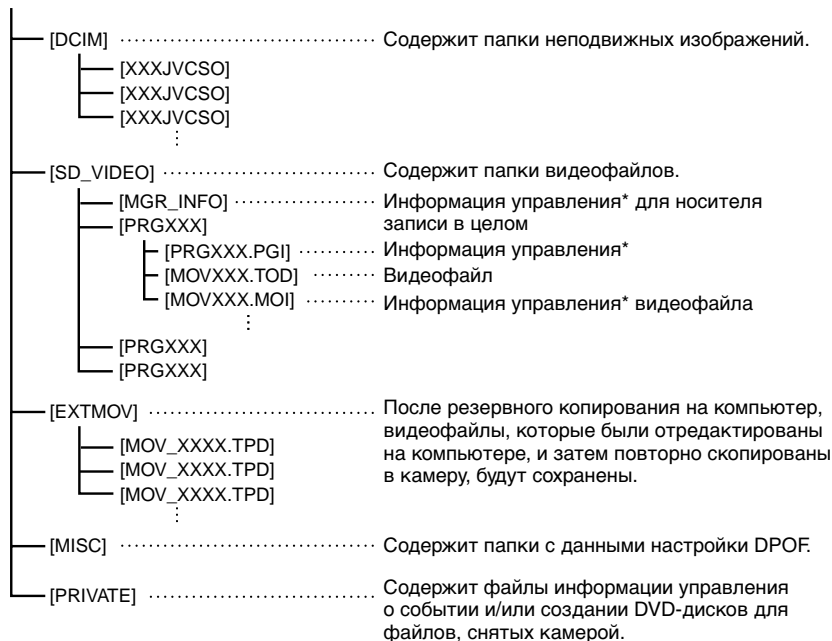 [DCIM] Содержит папки неподвижных изображений.
[XXXJVCSO]
[XXXJVCSO]
[XXXJVCSO]
[SD_VIDEO] Содержит папки видеофайлов.
[MGR_INFO] Информация управления* для носителя
[PRGXXX] записи в целом
[PRGXXX.PGI] Информация управления*
[MOVXXX.TOD] Видеофайл
[MOVXXX.MOI] Информация управления* видеофайла
[PRGXXX]
[PRGXXX]
[EXTMOV] После резервного копирования на компьютер,
видеофайлы, которые были отредактированы
[MOV_XXXX.TPD] на компьютере, и затем повторно скопированы
[MOV_XXXX.TPD] в камеру, будут сохранены.
[MOV_XXXX.TPD]
[MISC] Содержит папки с данными настройки DPOF.
[PRIVATE] Содержит файлы информации управления
о событии и/или создании DVD-дисков для
файлов, снятых камерой.